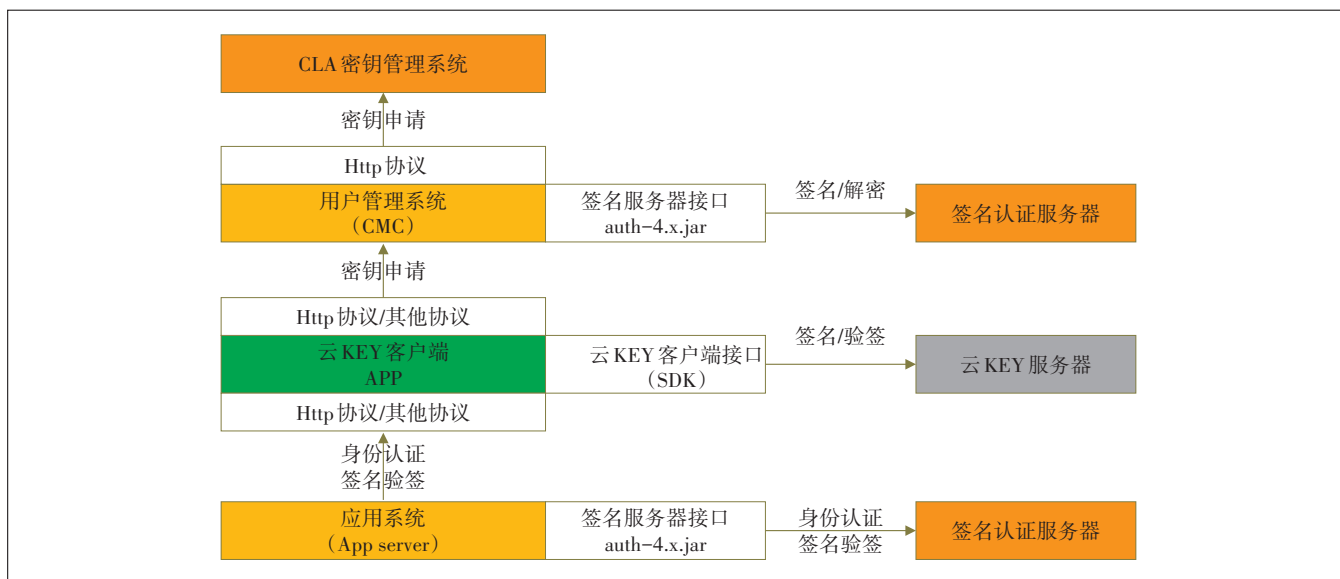 CLA密钥管理系统
密钥申请
Http协议
用户管理系统
（CMC）
签名服务器接口
auth-4.x.jar
签名/解密
签名认证服务器
密钥申请
Http协议/其他协议
云KEY客户端
APP
云KEY客户端接口
（SDK）
签名/验签
云KEY服务器
Http协议/其他协议
身份认证
签名验签
应用系统
（App server）
签名服务器接口
auth-4.x.jar
身份认证
签名验签
签名认证服务器